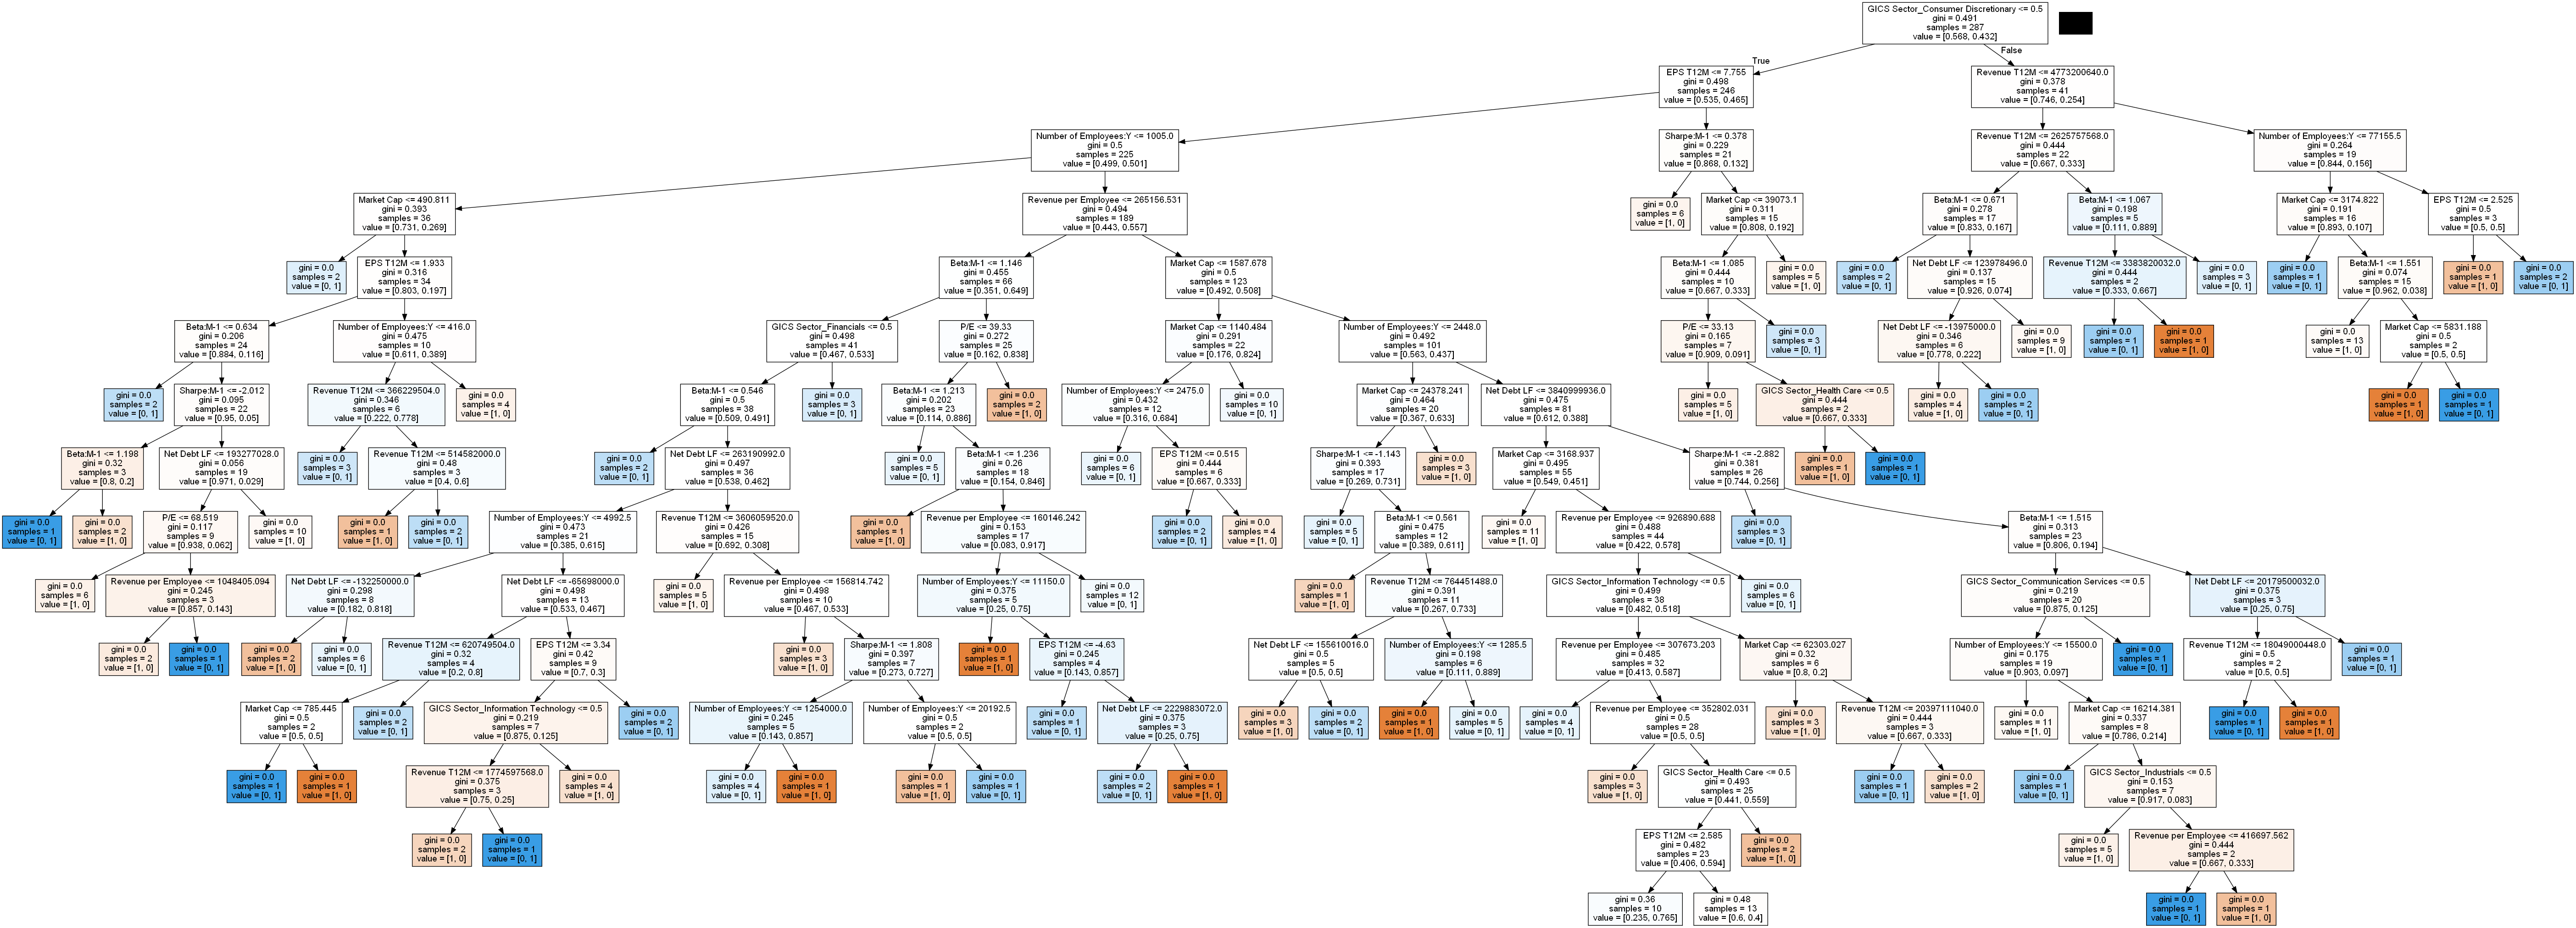 GICS Sector_Consumer Discretionary <= 0.5
gini = 0.491
samples = 287
value = [0.568, 0.432]
True
False
EPS T12M <= 7.755
gini = 0.498
samples = 246
value = [0.535, 0.465]
Revenue T12M <= 4773200640.0
gini = 0.378
samples = 41
value = [0.746, 0.254]
Number of Employees:Y <= 1005.0
gini = 0.5
samples = 225
value = [0.499, 0.501]
Sharpe:M-1 <= 0.378
gini = 0.229
samples = 21
value = [0.868, 0.132]
Revenue T12M <= 2625757568.0
gini = 0.444
samples = 22
value = [0.667, 0.333]
Number of Employees:Y <= 77155.5
gini = 0.264
samples = 19
value = [0.844, 0.156]
Market Cap <= 490.811
gini = 0.393
samples = 36
value = [0.731, 0.269]
Revenue per Employee <= 265156.531
gini = 0.494
samples = 189
value = [0.443, 0.557]
gini = 0.0
samples = 6
value = [1, 0]
Market Cap <= 39073.1
gini = 0.311
samples = 15
value = [0.808, 0.192]
Beta:M-1 <= 0.671
gini = 0.278
samples = 17
value = [0.833, 0.167]
Beta:M-1 <= 1.067
gini = 0.198
samples = 5
value = [0.111, 0.889]
Market Cap <= 3174.822
gini = 0.191
samples = 16
value = [0.893, 0.107]
EPS T12M <= 2.525
gini = 0.5
samples = 3
value = [0.5, 0.5]
gini = 0.0
samples = 2
value = [0, 1]
EPS T12M <= 1.933
gini = 0.316
samples = 34
value = [0.803, 0.197]
Beta:M-1 <= 1.146
gini = 0.455
samples = 66
value = [0.351, 0.649]
Market Cap <= 1587.678
gini = 0.5
samples = 123
value = [0.492, 0.508]
Beta:M-1 <= 1.085
gini = 0.444
samples = 10
value = [0.667, 0.333]
gini = 0.0
samples = 5
value = [1, 0]
gini = 0.0
samples = 2
value = [0, 1]
Net Debt LF <= 123978496.0
gini = 0.137
samples = 15
value = [0.926, 0.074]
Revenue T12M <= 3383820032.0
gini = 0.444
samples = 2
value = [0.333, 0.667]
gini = 0.0
samples = 3
value = [0, 1]
gini = 0.0
samples = 1
value = [0, 1]
Beta:M-1 <= 1.551
gini = 0.074
samples = 15
value = [0.962, 0.038]
gini = 0.0
samples = 1
value = [1, 0]
gini = 0.0
samples = 2
value = [0, 1]
Beta:M-1 <= 0.634
gini = 0.206
samples = 24
value = [0.884, 0.116]
Number of Employees:Y <= 416.0
gini = 0.475
samples = 10
value = [0.611, 0.389]
GICS Sector_Financials <= 0.5
gini = 0.498
samples = 41
value = [0.467, 0.533]
P/E <= 39.33
gini = 0.272
samples = 25
value = [0.162, 0.838]
Market Cap <= 1140.484
gini = 0.291
samples = 22
value = [0.176, 0.824]
Number of Employees:Y <= 2448.0
gini = 0.492
samples = 101
value = [0.563, 0.437]
P/E <= 33.13
gini = 0.165
samples = 7
value = [0.909, 0.091]
gini = 0.0
samples = 3
value = [0, 1]
Net Debt LF <= -13975000.0
gini = 0.346
samples = 6
value = [0.778, 0.222]
gini = 0.0
samples = 9
value = [1, 0]
gini = 0.0
samples = 1
value = [0, 1]
gini = 0.0
samples = 1
value = [1, 0]
gini = 0.0
samples = 13
value = [1, 0]
Market Cap <= 5831.188
gini = 0.5
samples = 2
value = [0.5, 0.5]
gini = 0.0
samples = 2
value = [0, 1]
Sharpe:M-1 <= -2.012
gini = 0.095
samples = 22
value = [0.95, 0.05]
Revenue T12M <= 366229504.0
gini = 0.346
samples = 6
value = [0.222, 0.778]
gini = 0.0
samples = 4
value = [1, 0]
Beta:M-1 <= 0.546
gini = 0.5
samples = 38
value = [0.509, 0.491]
gini = 0.0
samples = 3
value = [0, 1]
Beta:M-1 <= 1.213
gini = 0.202
samples = 23
value = [0.114, 0.886]
gini = 0.0
samples = 2
value = [1, 0]
Number of Employees:Y <= 2475.0
gini = 0.432
samples = 12
value = [0.316, 0.684]
gini = 0.0
samples = 10
value = [0, 1]
Market Cap <= 24378.241
gini = 0.464
samples = 20
value = [0.367, 0.633]
Net Debt LF <= 3840999936.0
gini = 0.475
samples = 81
value = [0.612, 0.388]
gini = 0.0
samples = 5
value = [1, 0]
GICS Sector_Health Care <= 0.5
gini = 0.444
samples = 2
value = [0.667, 0.333]
gini = 0.0
samples = 4
value = [1, 0]
gini = 0.0
samples = 2
value = [0, 1]
gini = 0.0
samples = 1
value = [1, 0]
gini = 0.0
samples = 1
value = [0, 1]
Beta:M-1 <= 1.198
gini = 0.32
samples = 3
value = [0.8, 0.2]
Net Debt LF <= 193277028.0
gini = 0.056
samples = 19
value = [0.971, 0.029]
gini = 0.0
samples = 3
value = [0, 1]
Revenue T12M <= 514582000.0
gini = 0.48
samples = 3
value = [0.4, 0.6]
gini = 0.0
samples = 2
value = [0, 1]
Net Debt LF <= 263190992.0
gini = 0.497
samples = 36
value = [0.538, 0.462]
gini = 0.0
samples = 5
value = [0, 1]
Beta:M-1 <= 1.236
gini = 0.26
samples = 18
value = [0.154, 0.846]
gini = 0.0
samples = 6
value = [0, 1]
EPS T12M <= 0.515
gini = 0.444
samples = 6
value = [0.667, 0.333]
Sharpe:M-1 <= -1.143
gini = 0.393
samples = 17
value = [0.269, 0.731]
gini = 0.0
samples = 3
value = [1, 0]
Market Cap <= 3168.937
gini = 0.495
samples = 55
value = [0.549, 0.451]
Sharpe:M-1 <= -2.882
gini = 0.381
samples = 26
value = [0.744, 0.256]
gini = 0.0
samples = 1
value = [1, 0]
gini = 0.0
samples = 1
value = [0, 1]
gini = 0.0
samples = 1
value = [0, 1]
gini = 0.0
samples = 2
value = [1, 0]
P/E <= 68.519
gini = 0.117
samples = 9
value = [0.938, 0.062]
gini = 0.0
samples = 10
value = [1, 0]
gini = 0.0
samples = 1
value = [1, 0]
gini = 0.0
samples = 2
value = [0, 1]
Number of Employees:Y <= 4992.5
gini = 0.473
samples = 21
value = [0.385, 0.615]
Revenue T12M <= 3606059520.0
gini = 0.426
samples = 15
value = [0.692, 0.308]
gini = 0.0
samples = 1
value = [1, 0]
Revenue per Employee <= 160146.242
gini = 0.153
samples = 17
value = [0.083, 0.917]
gini = 0.0
samples = 2
value = [0, 1]
gini = 0.0
samples = 4
value = [1, 0]
gini = 0.0
samples = 5
value = [0, 1]
Beta:M-1 <= 0.561
gini = 0.475
samples = 12
value = [0.389, 0.611]
gini = 0.0
samples = 11
value = [1, 0]
Revenue per Employee <= 926890.688
gini = 0.488
samples = 44
value = [0.422, 0.578]
gini = 0.0
samples = 3
value = [0, 1]
Beta:M-1 <= 1.515
gini = 0.313
samples = 23
value = [0.806, 0.194]
gini = 0.0
samples = 6
value = [1, 0]
Revenue per Employee <= 1048405.094
gini = 0.245
samples = 3
value = [0.857, 0.143]
Net Debt LF <= -132250000.0
gini = 0.298
samples = 8
value = [0.182, 0.818]
Net Debt LF <= -65698000.0
gini = 0.498
samples = 13
value = [0.533, 0.467]
gini = 0.0
samples = 5
value = [1, 0]
Revenue per Employee <= 156814.742
gini = 0.498
samples = 10
value = [0.467, 0.533]
Number of Employees:Y <= 11150.0
gini = 0.375
samples = 5
value = [0.25, 0.75]
gini = 0.0
samples = 12
value = [0, 1]
gini = 0.0
samples = 1
value = [1, 0]
Revenue T12M <= 764451488.0
gini = 0.391
samples = 11
value = [0.267, 0.733]
GICS Sector_Information Technology <= 0.5
gini = 0.499
samples = 38
value = [0.482, 0.518]
gini = 0.0
samples = 6
value = [0, 1]
GICS Sector_Communication Services <= 0.5
gini = 0.219
samples = 20
value = [0.875, 0.125]
Net Debt LF <= 20179500032.0
gini = 0.375
samples = 3
value = [0.25, 0.75]
gini = 0.0
samples = 2
value = [1, 0]
gini = 0.0
samples = 1
value = [0, 1]
gini = 0.0
samples = 2
value = [1, 0]
gini = 0.0
samples = 6
value = [0, 1]
Revenue T12M <= 620749504.0
gini = 0.32
samples = 4
value = [0.2, 0.8]
EPS T12M <= 3.34
gini = 0.42
samples = 9
value = [0.7, 0.3]
gini = 0.0
samples = 3
value = [1, 0]
Sharpe:M-1 <= 1.808
gini = 0.397
samples = 7
value = [0.273, 0.727]
gini = 0.0
samples = 1
value = [1, 0]
EPS T12M <= -4.63
gini = 0.245
samples = 4
value = [0.143, 0.857]
Net Debt LF <= 155610016.0
gini = 0.5
samples = 5
value = [0.5, 0.5]
Number of Employees:Y <= 1285.5
gini = 0.198
samples = 6
value = [0.111, 0.889]
Revenue per Employee <= 307673.203
gini = 0.485
samples = 32
value = [0.413, 0.587]
Market Cap <= 62303.027
gini = 0.32
samples = 6
value = [0.8, 0.2]
Number of Employees:Y <= 15500.0
gini = 0.175
samples = 19
value = [0.903, 0.097]
gini = 0.0
samples = 1
value = [0, 1]
Revenue T12M <= 18049000448.0
gini = 0.5
samples = 2
value = [0.5, 0.5]
gini = 0.0
samples = 1
value = [0, 1]
Market Cap <= 785.445
gini = 0.5
samples = 2
value = [0.5, 0.5]
gini = 0.0
samples = 2
value = [0, 1]
GICS Sector_Information Technology <= 0.5
gini = 0.219
samples = 7
value = [0.875, 0.125]
gini = 0.0
samples = 2
value = [0, 1]
Number of Employees:Y <= 1254000.0
gini = 0.245
samples = 5
value = [0.143, 0.857]
Number of Employees:Y <= 20192.5
gini = 0.5
samples = 2
value = [0.5, 0.5]
gini = 0.0
samples = 1
value = [0, 1]
Net Debt LF <= 2229883072.0
gini = 0.375
samples = 3
value = [0.25, 0.75]
gini = 0.0
samples = 3
value = [1, 0]
gini = 0.0
samples = 2
value = [0, 1]
gini = 0.0
samples = 1
value = [1, 0]
gini = 0.0
samples = 5
value = [0, 1]
gini = 0.0
samples = 4
value = [0, 1]
Revenue per Employee <= 352802.031
gini = 0.5
samples = 28
value = [0.5, 0.5]
gini = 0.0
samples = 3
value = [1, 0]
Revenue T12M <= 20397111040.0
gini = 0.444
samples = 3
value = [0.667, 0.333]
gini = 0.0
samples = 11
value = [1, 0]
Market Cap <= 16214.381
gini = 0.337
samples = 8
value = [0.786, 0.214]
gini = 0.0
samples = 1
value = [0, 1]
gini = 0.0
samples = 1
value = [1, 0]
gini = 0.0
samples = 1
value = [0, 1]
gini = 0.0
samples = 1
value = [1, 0]
Revenue T12M <= 1774597568.0
gini = 0.375
samples = 3
value = [0.75, 0.25]
gini = 0.0
samples = 4
value = [1, 0]
gini = 0.0
samples = 4
value = [0, 1]
gini = 0.0
samples = 1
value = [1, 0]
gini = 0.0
samples = 1
value = [1, 0]
gini = 0.0
samples = 1
value = [0, 1]
gini = 0.0
samples = 2
value = [0, 1]
gini = 0.0
samples = 1
value = [1, 0]
gini = 0.0
samples = 3
value = [1, 0]
GICS Sector_Health Care <= 0.5
gini = 0.493
samples = 25
value = [0.441, 0.559]
gini = 0.0
samples = 1
value = [0, 1]
gini = 0.0
samples = 2
value = [1, 0]
gini = 0.0
samples = 1
value = [0, 1]
GICS Sector_Industrials <= 0.5
gini = 0.153
samples = 7
value = [0.917, 0.083]
gini = 0.0
samples = 2
value = [1, 0]
gini = 0.0
samples = 1
value = [0, 1]
EPS T12M <= 2.585
gini = 0.482
samples = 23
value = [0.406, 0.594]
gini = 0.0
samples = 2
value = [1, 0]
gini = 0.0
samples = 5
value = [1, 0]
Revenue per Employee <= 416697.562
gini = 0.444
samples = 2
value = [0.667, 0.333]
gini = 0.36
samples = 10
value = [0.235, 0.765]
gini = 0.48
samples = 13
value = [0.6, 0.4]
gini = 0.0
samples = 1
value = [0, 1]
gini = 0.0
samples = 1
value = [1, 0]